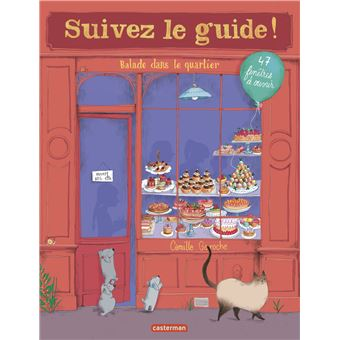 Suivez le guide !
Balade dans le quartier
47
fenêtres
à ouvrir
Camille Garoche
casterman